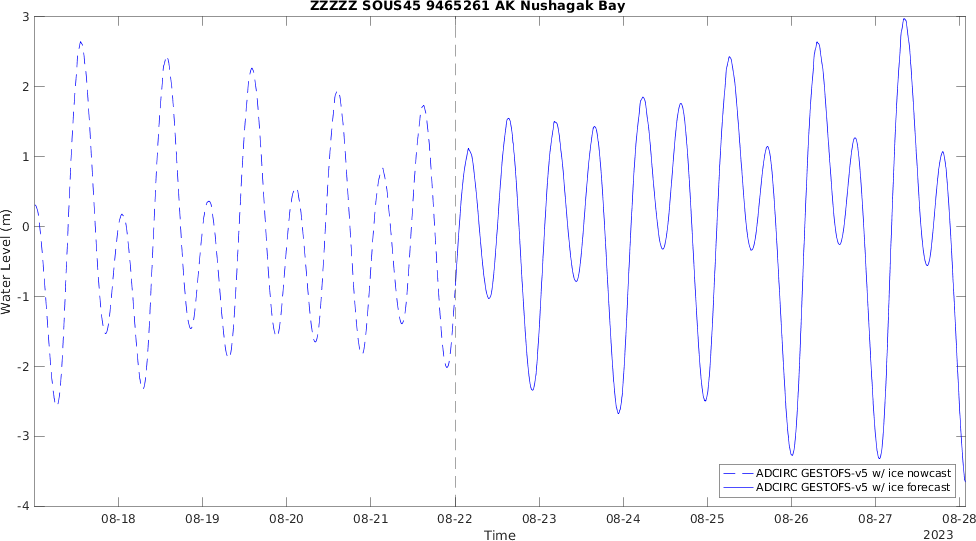 ZZZZZ SOUS45 9465261 AK Nushagak Bay
3
2
1
0
-1
-2
-3
-4
Water Level (m)
ADCIRC GESTOFS-v5 w/ ice nowcast
ADCIRC GESTOFS-v5 w/ ice forecast
08-18 08-19 08-20 08-21 08-22 08-23 08-24 08-25 08-26 08-27 08-28
Time
2023